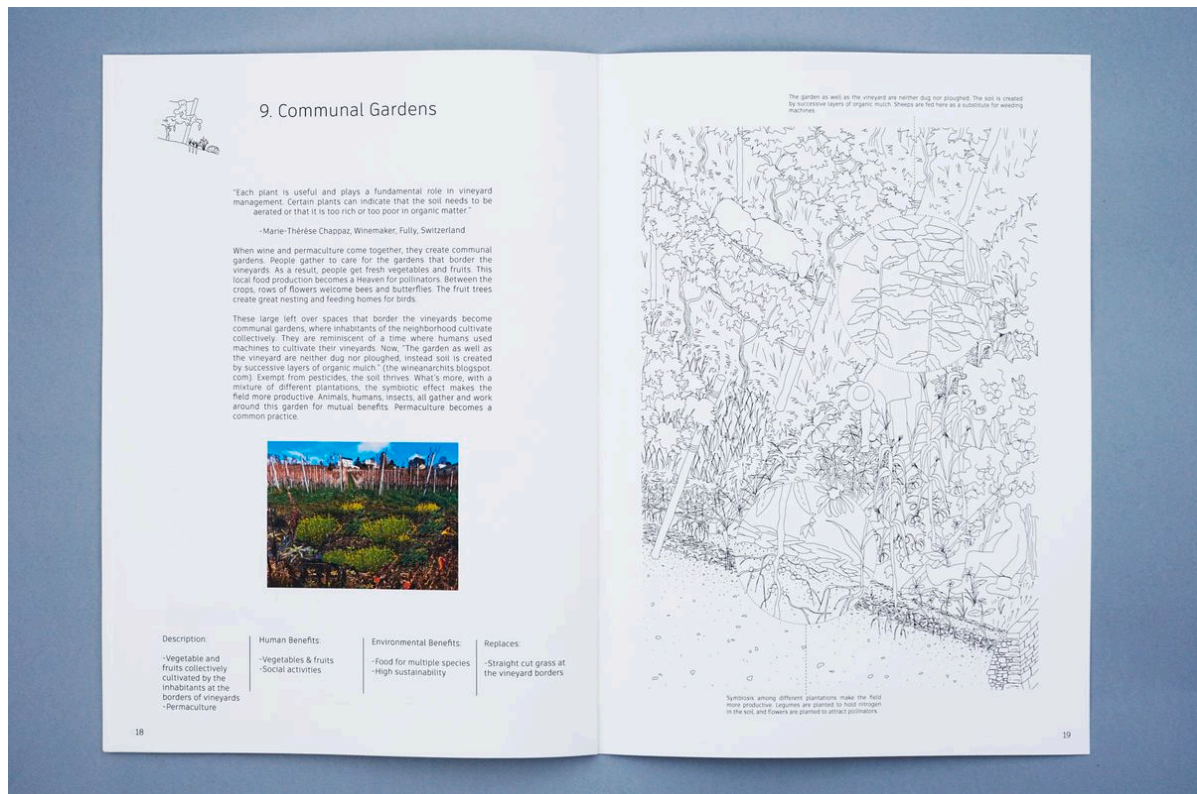 9. Communal Gardens
"Each plant is useful and plays a fundamental role in vineyard
management. Certain plants can indicate that the soil needs to be
aerated or that it is too rich or too poor in organic matter"
-Marie-Thérèse Chappaz, Winemaker, Fully, Switzerland
When wine and permaculture come together, they create communal
gardens. People gather to care for the gardens that border the
vineyards. As a result, people get fresh vegetables and fruits. This
local food production becomes a Heaven for pollinators. Between the
crops, rows of flowers welcome bees and butterflies. The fruit trees
create great nesting and feeding homes for birds.
These large left over spaces that border the vineyards become
communal gardens, where inhabitants of the neighborhood cultivate
collectively. They are reminiscent of a time where humans used
machines to cultivate their vineyards. Now, "The garden as well as
the vineyard are neither dug nor ploughed, instead soil is created
by successive layers of organic mulch." (the wineanarchits.blogspot.
com). Exempt from pesticides, the soil thrives. What's more, with a
mixture of different plantations, the symbiotic effect makes the
field more productive. Animals, humans, insects, all gather and work
around this garden for mutual benefits. Permaculture becomes a
common practice.
Description:
-Vegetable and
fruits collectively
cultivated by the
inhabitants at the
borders of vineyards
-Permaculture
Human Benefits:
-Vegetables & fruits
-Social activities
Environmental Benefits:
-Food for multiple species
-High sustainability
Replaces:
-Straight cut grass at
the vineyard borders
18
The garden as well as the vineyard are neither dug nor ploughed. The soil is created
by successive layers of organic mulch. Sheeps are fed here as a substitute for weeding
machines.
Symbiosis among different plantations make the field
more productive. Legumes are planted to hold nitrogen
in the soil, and flowers are planted to attract pollinators.
19